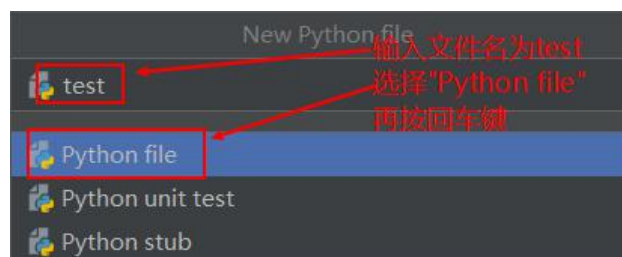 New Python file
输入文件名为test
test
选择"Python file"
再按回车键
Python file
Python unit test
Python stub